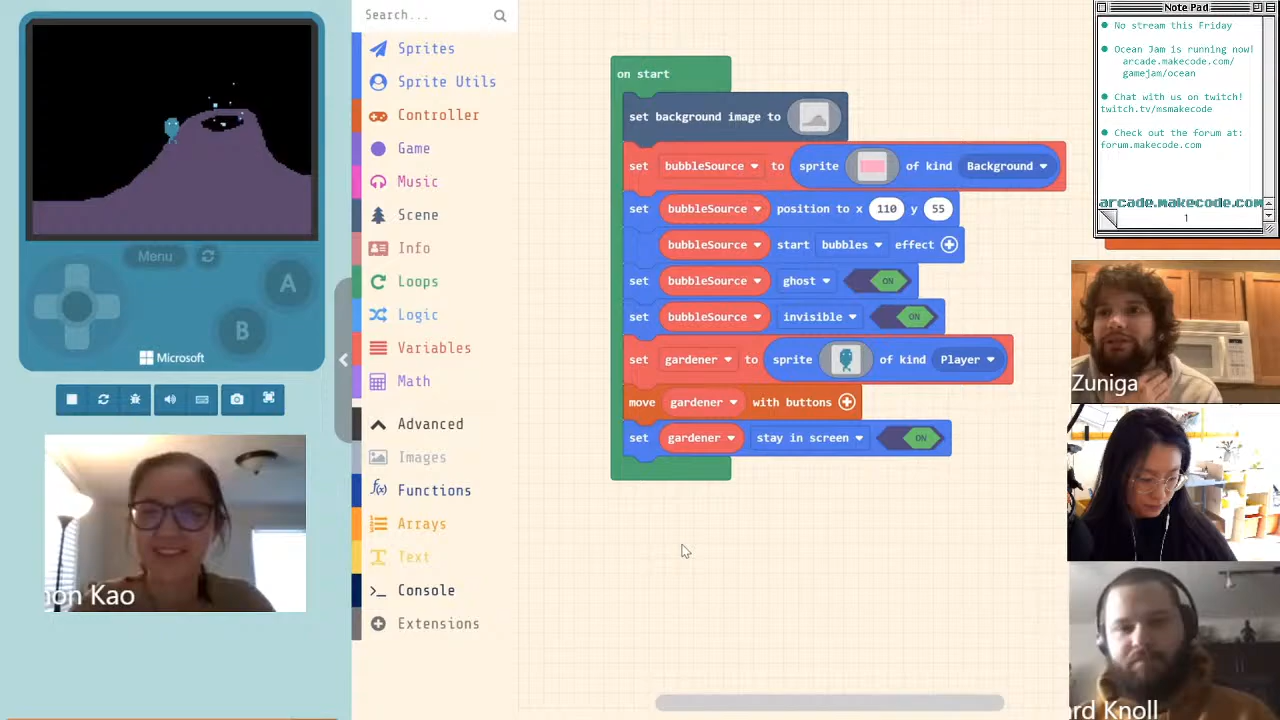 Menu
A
B
Microsoft
on Kao
Search...
Sprites
Sprite Utils
Controller
Game
Music
Scene
Info
Loops
Logic
Variables
Math
Advanced
Images
Functions
Arrays
Text
Console
Extensions
on start
set background image to
set bubbleSource to sprite of kind Background
set bubbleSource position to x 110 y 55
bubbleSource start bubbles effect
set bubbleSource ghost ON
set bubbleSource invisible ON
set gardener to sprite of kind Player
move gardener with buttons
set gardener stay in screen ON
Note Pad
No stream this Friday
Ocean Jam is running now!
arcade.makecode.com/
gamejam/ocean
Chat with us on twitch!
twitch.tv/msmakecode
Check out the forum at:
forum.makecode.com
arcade.makecode.com
1
Zuniga
rd Knoll